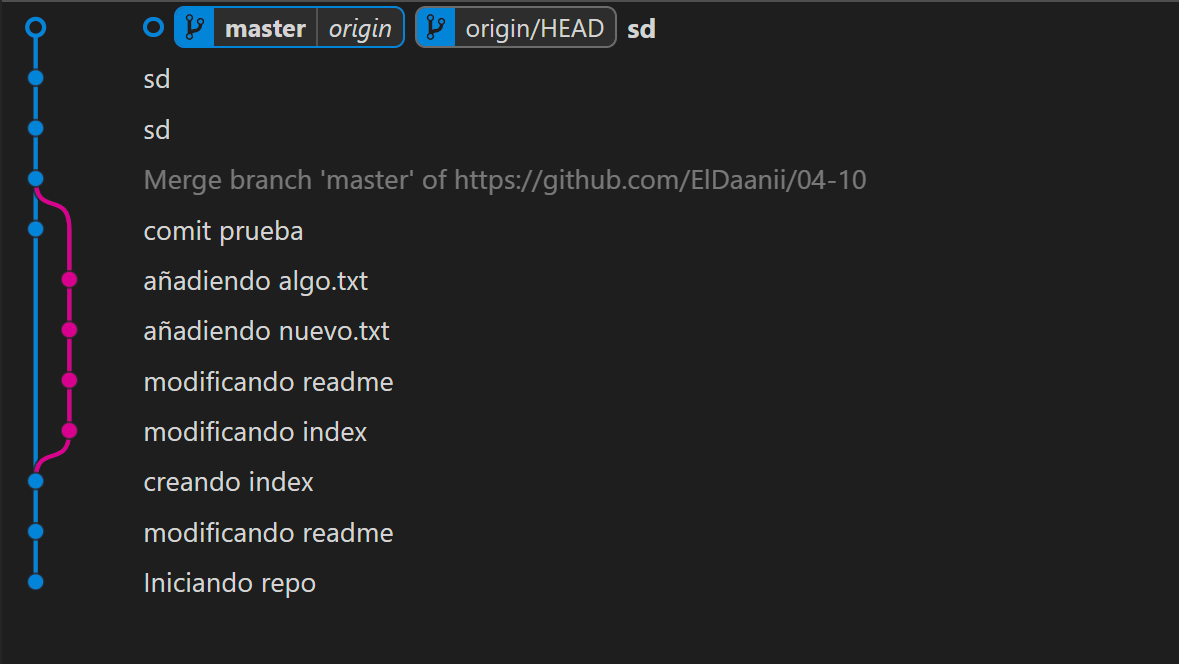 master origin origin/HEAD sd
sd
sd
Merge branch 'master' of https://github.com/ElDaanii/04-10
comit prueba
añadiendo algo.txt
añadiendo nuevo.txt
modificando readme
modificando index
creando index
modificando readme
Iniciando repo